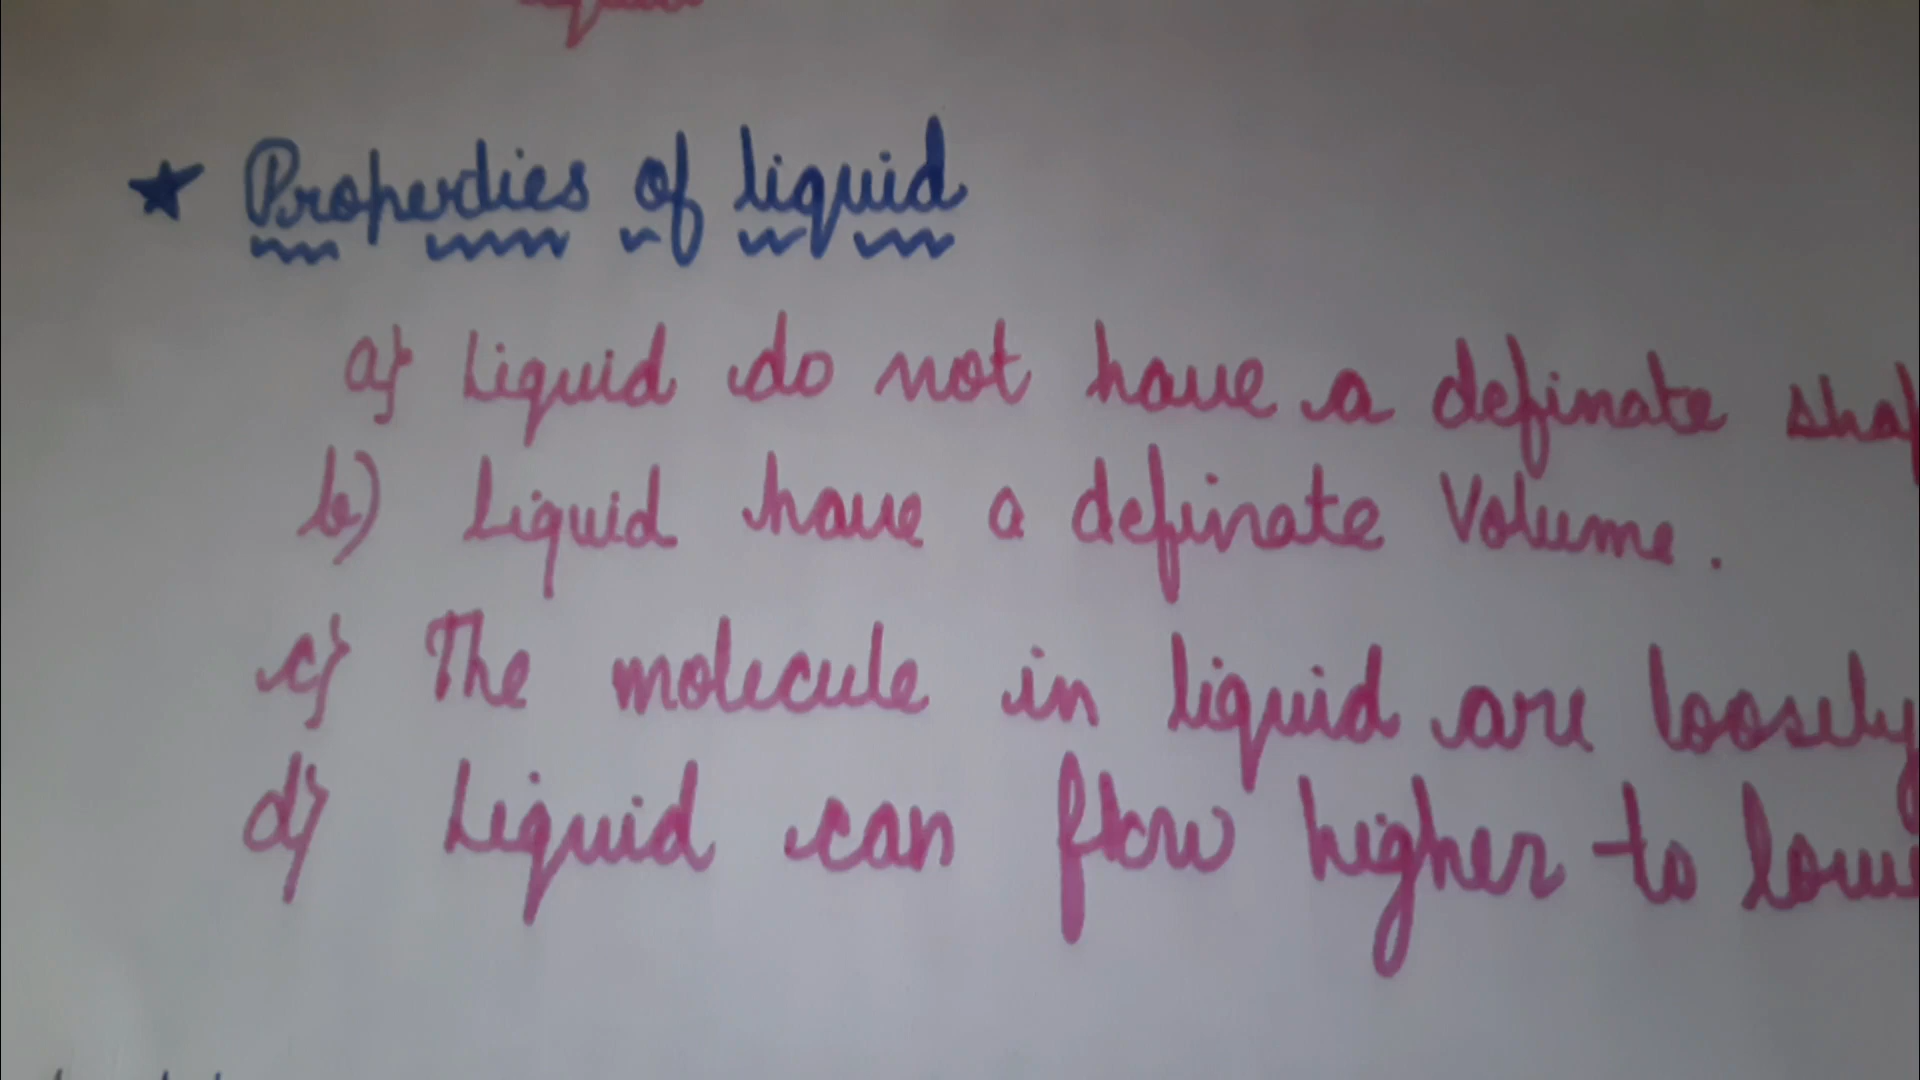 ★ Properties of liquid
a) Liquid do not have a definate
b) Liquid have a definate Volume.
c) The molecule in liquid are loosely
d) Liquid can flow higher to